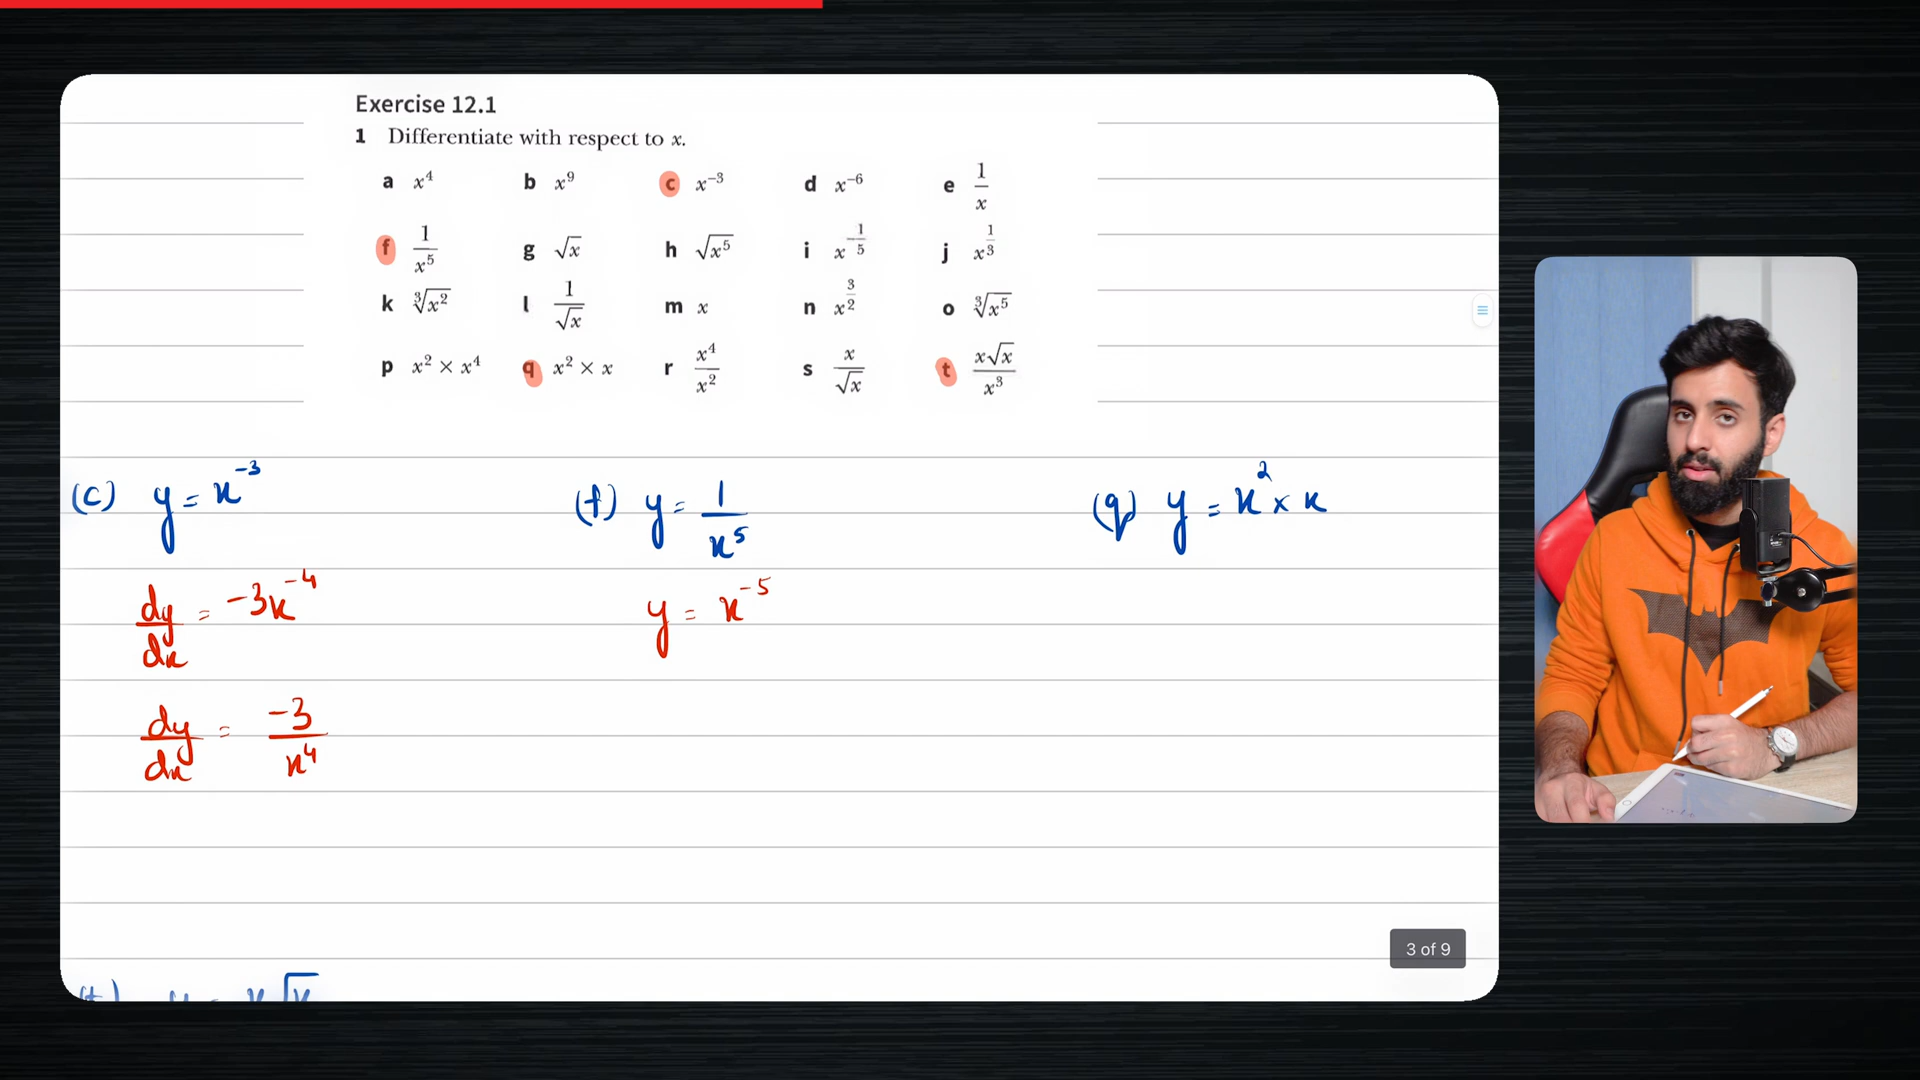 Exercise 12.1
1 Differentiate with respect to x.
a x⁴ b x⁹ c x⁻³ d x⁻⁶ e 1/x
f 1/x⁵ g √x h √x⁵ i x^(-1/5) j x^(1/3)
k ∛x² l 1/√x m x n x^(3/2) o ∛x⁵
p x² × x⁴ q x² × x r x⁴/x² s x/√x t x√x/x³
(c) y = x⁻³ (f) y = 1/x⁵ (q) y = x² × x
dy/dx = -3x⁻⁴ y = x⁻⁵
dy/dx = -3/x⁴
3 of 9